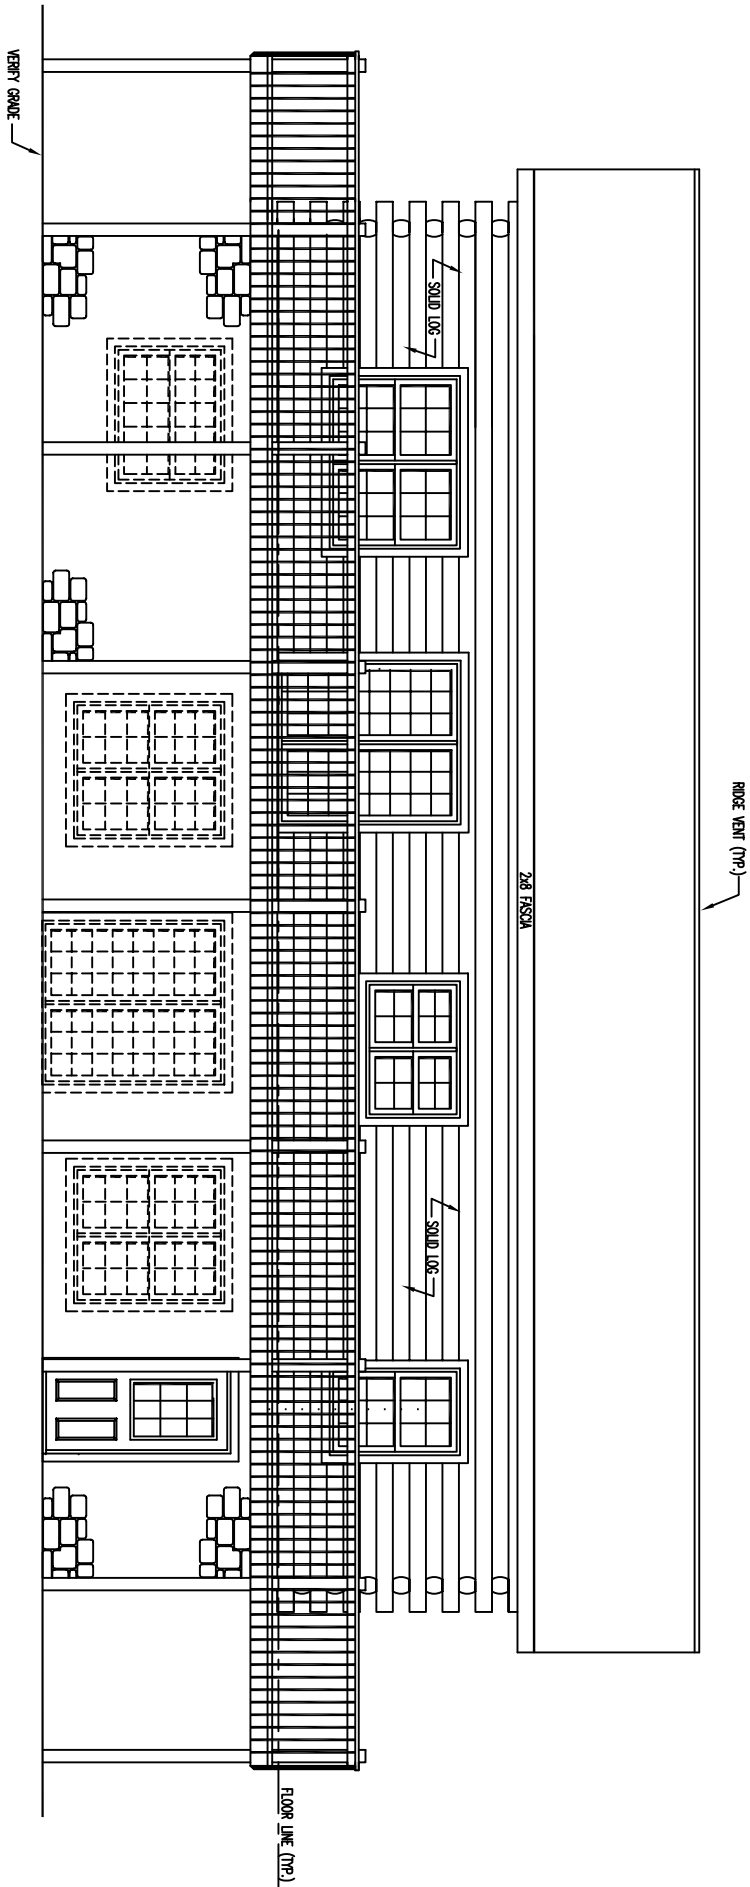 RIDGE VENT (TYP.)
2x8 FASCIA
SOLID LOG
SOLID LOG
FLOOR LINE (TYP.)
VERIFY GRADE